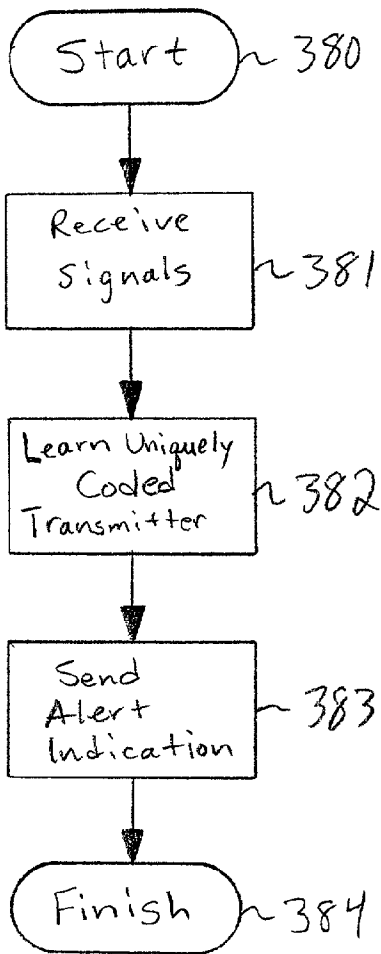 Start
380
Receive
Signals
381
Learn Uniquely
Coded
Transmitter
382
Send
Alert
Indication
383
Finish
384